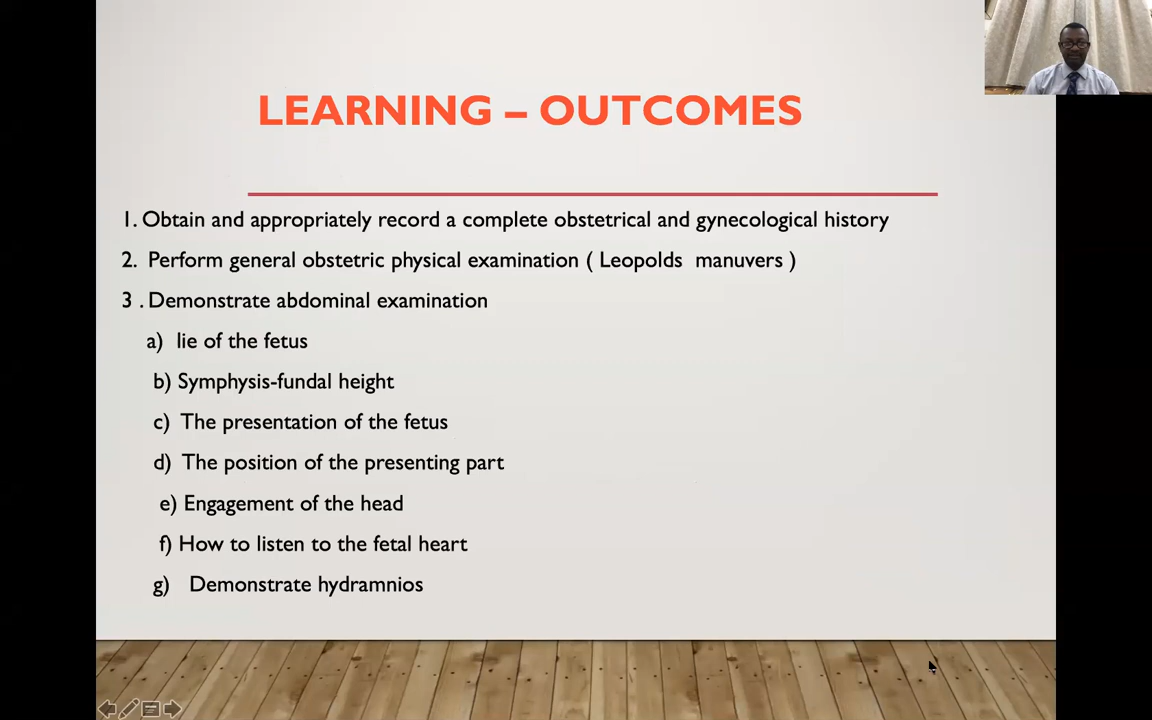 LEARNING – OUTCOMES
1. Obtain and appropriately record a complete obstetrical and gynecological history
2. Perform general obstetric physical examination ( Leopolds manuvers )
3 . Demonstrate abdominal examination
a) lie of the fetus
b) Symphysis-fundal height
c) The presentation of the fetus
d) The position of the presenting part
e) Engagement of the head
f) How to listen to the fetal heart
g) Demonstrate hydramnios